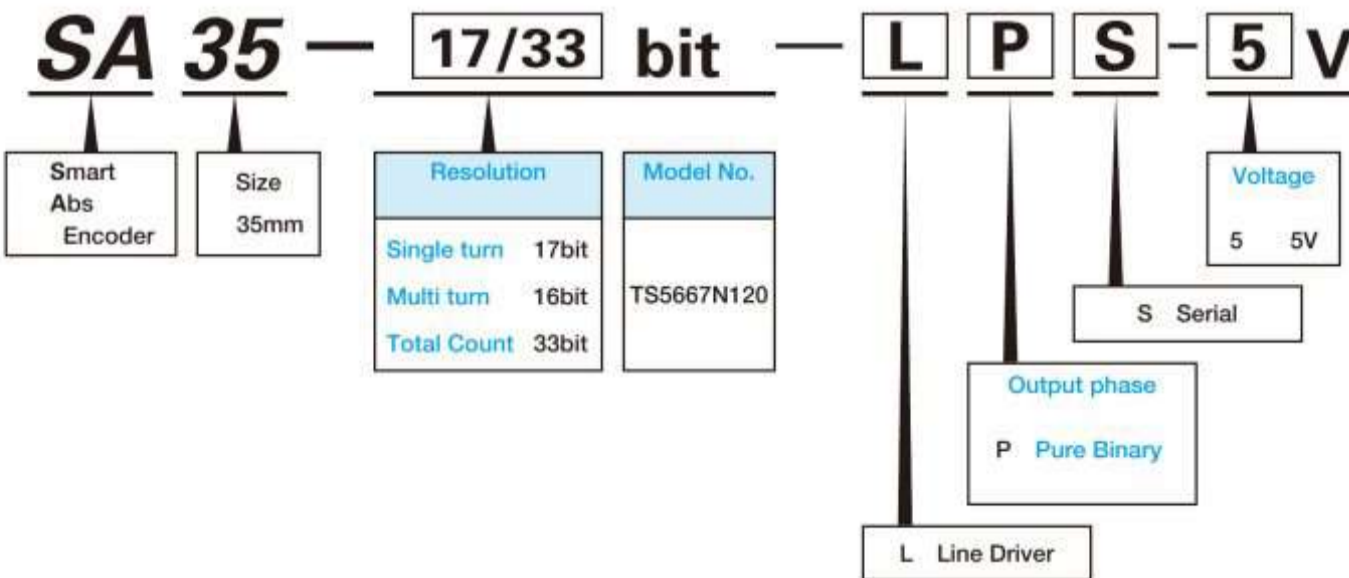 SA 35 — 17/33 bit — L P S - 5 V
Smart
Abs
Encoder
Size
35mm
Resolution
Single turn 17bit
Multi turn 16bit
Total Count 33bit
Model No.
TS5667N120
Voltage
5 5V
S Serial
Output phase
P Pure Binary
L Line Driver